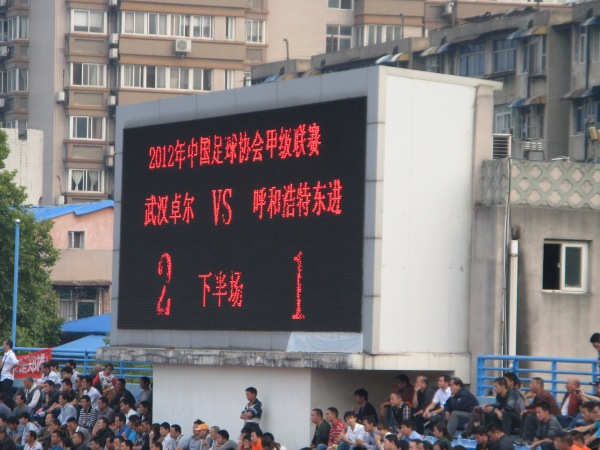 2012年中国足球协会甲级联赛
武汉卓尔 VS 呼和浩特东进
2 下半场 1